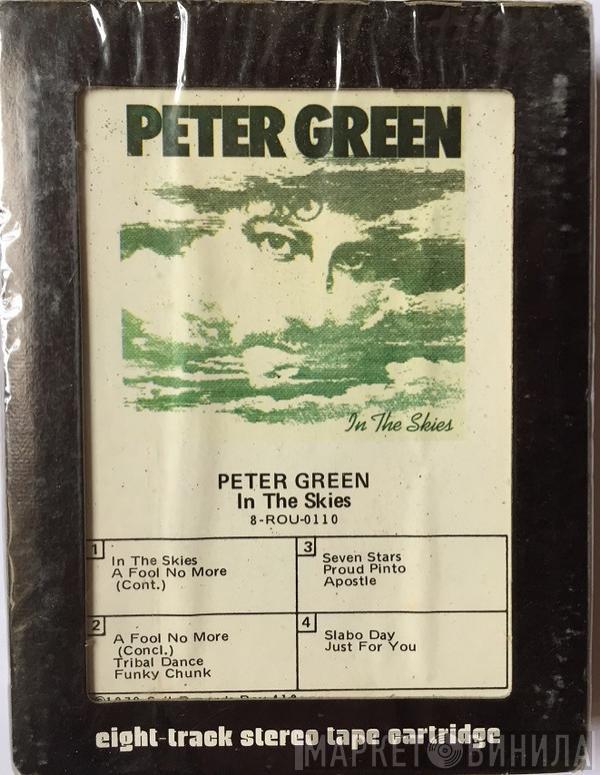 PETER GREEN
In The Skies
PETER GREEN
In The Skies
8-ROU-0110
1
In The Skies
A Fool No More
(Cont.)
2
A Fool No More
(Concl.)
Tribal Dance
Funky Chunk
3
Seven Stars
Proud Pinto
Apostle
4
Slabo Day
Just For You
eight-track stereo tape cartridge
МАРКЕТ ВИНИЛА